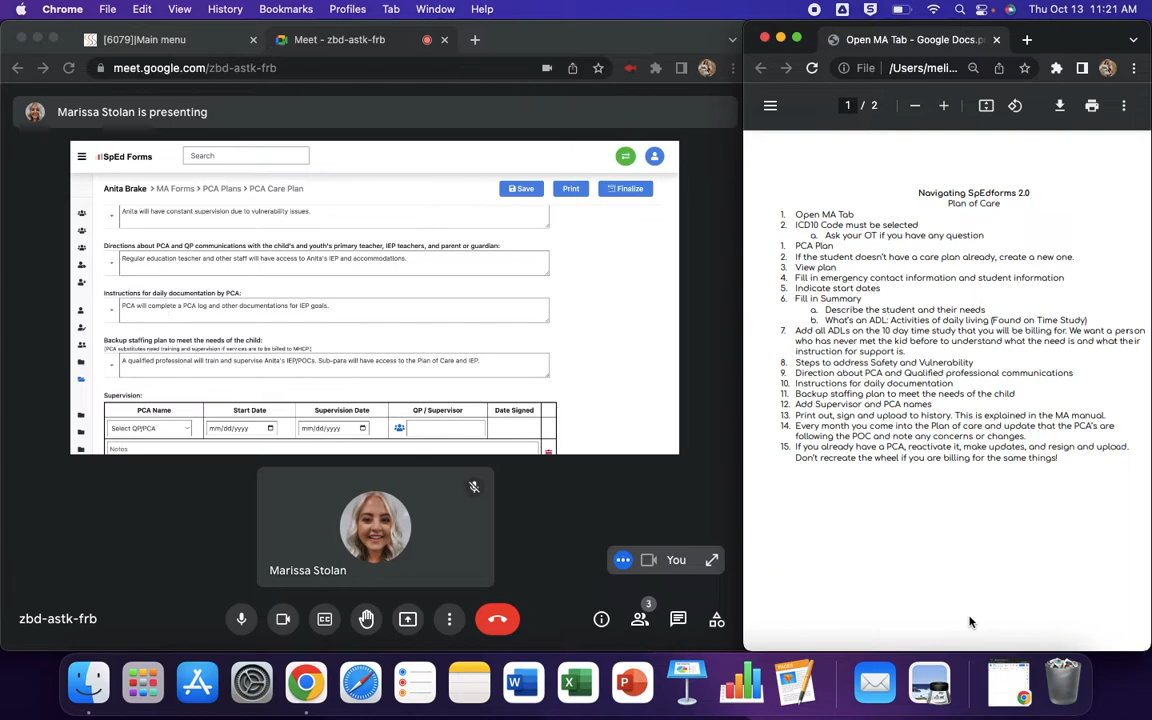 Chrome File Edit View History Bookmarks Profiles Tab Window Help Thu Oct 13 11:21 AM
[6079]|Main menu
Meet - zbd-astk-frb
meet.google.com/zbd-astk-frb
Marissa Stolan is presenting
SpEd Forms Search
Anita Brake > MA Forms > PCA Plans > PCA Care Plan Save Print Finalize
Anita will have constant supervision due to vulnerability issues.
Directions about PCA and QP communications with the child's and youth's primary teacher, IEP teachers, and parent or guardian:
Regular education teacher and other staff will have access to Anita's IEP and accommodations.
Instructions for daily documentation by PCA:
PCA will complete a PCA log and other documentations for IEP goals.
Backup staffing plan to meet the needs of the child:
[PCA substitutes need training and supervision if services are to be billed to MHCP.]
A qualified professional will train and supervise Anita's IEP/POCs. Sub-para will have access to the Plan of Care and IEP.
Supervision:
PCA Name Start Date Supervision Date QP / Supervisor Date Signed
Select QP/PCA mm/dd/yyyy mm/dd/yyyy
Notes
Marissa Stolan
You
zbd-astk-frb
3
Open MA Tab - Google Docs.p
File /Users/meli...
1 / 2
Navigating SpEdforms 2.0
Plan of Care
1. Open MA Tab
2. ICD10 Code must be selected
a. Ask your OT if you have any question
1. PCA Plan
2. If the student doesn't have a care plan already, create a new one.
3. View plan
4. Fill in emergency contact information and student information
5. Indicate start dates
6. Fill in Summary
a. Describe the student and their needs
b. What's an ADL: Activities of daily living (Found on Time Study)
7. Add all ADLs on the 10 day time study that you will be billing for. We want a person
who has never met the kid before to understand what the need is and what their
instruction for support is.
8. Steps to address Safety and Vulnerability
9. Direction about PCA and Qualified professional communications
10. Instructions for daily documentation
11. Backup staffing plan to meet the needs of the child
12. Add Supervisor and PCA names
13. Print out, sign and upload to history. This is explained in the MA manual.
14. Every month you come into the Plan of care and update that the PCA's are
following the POC and note any concerns or changes.
15. If you already have a PCA, reactivate it, make updates, and resign and upload.
Don't recreate the wheel if you are billing for the same things!